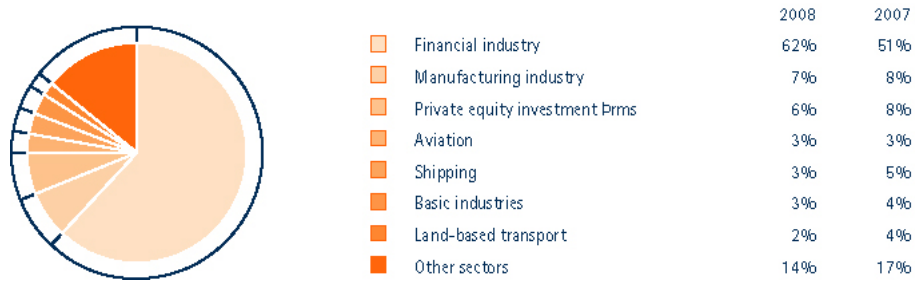 2008 2007
Financial industry 62% 51%
Manufacturing industry 7% 8%
Private equity investment Þrms 6% 8%
Aviation 3% 3%
Shipping 3% 5%
Basic industries 3% 4%
Land-based transport 2% 4%
Other sectors 14% 17%